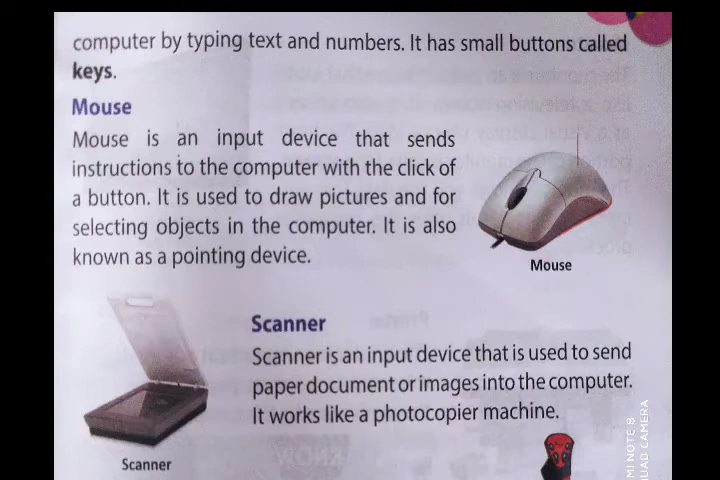 computer by typing text and numbers. It has small buttons called
keys.
Mouse
Mouse is an input device that sends
instructions to the computer with the click of
a button. It is used to draw pictures and for
selecting objects in the computer. It is also
known as a pointing device.
Mouse
Scanner
Scanner is an input device that is used to send
paper document or images into the computer.
It works like a photocopier machine.
Scanner
MI NOTE 8
QUAD CAMERA